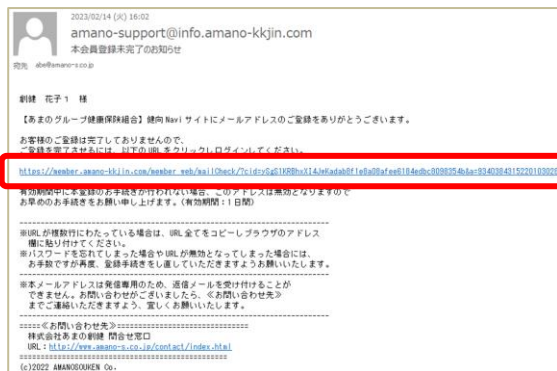 2023/02/14 (火) 16:02
amano-support@info.amano-kkjin.com
本会員登録未完了のお知らせ
宛先 abe@amano-s.co.jp
創健 花子1 様
【あまのグループ健康保険組合】健向 Navi サイトにメールアドレスのご登録をありがとうございます。
お客様のご登録は完了しておりませんので、
ご登録を完了させるには、以下の URL をクリックしログインしてください。
有効期間中に本登録のお手続きが行われない場合、このアドレスは無効となりますので
お早めのお手続きをお願い申し上げます。(有効期間:1日間)
--------------------------------------------------
※URLが複数行にわたっている場合は、URL全てをコピーしブラウザのアドレス
欄に貼り付けてください。
※パスワードを忘れてしまった場合やURLが無効となってしまった場合には、
お手数ですが再度、登録手続きをし直していただきますようお願いいたします。
--------------------------------------------------
※本メールアドレスは発信専用のため、返信メールを受け付けることが
できません。お問い合わせがございましたら、≪お問い合わせ先≫
までご連絡いただきますよう、宜しくお願いいたします。
--------------------------------------------------
=====≪お問い合わせ先≫==============================
株式会社あまの創健 問合せ窓口
URL:http://www.amano-s.co.jp/contact/index.html
==================================================
(c)2022 AMANOSOUKEN Co.